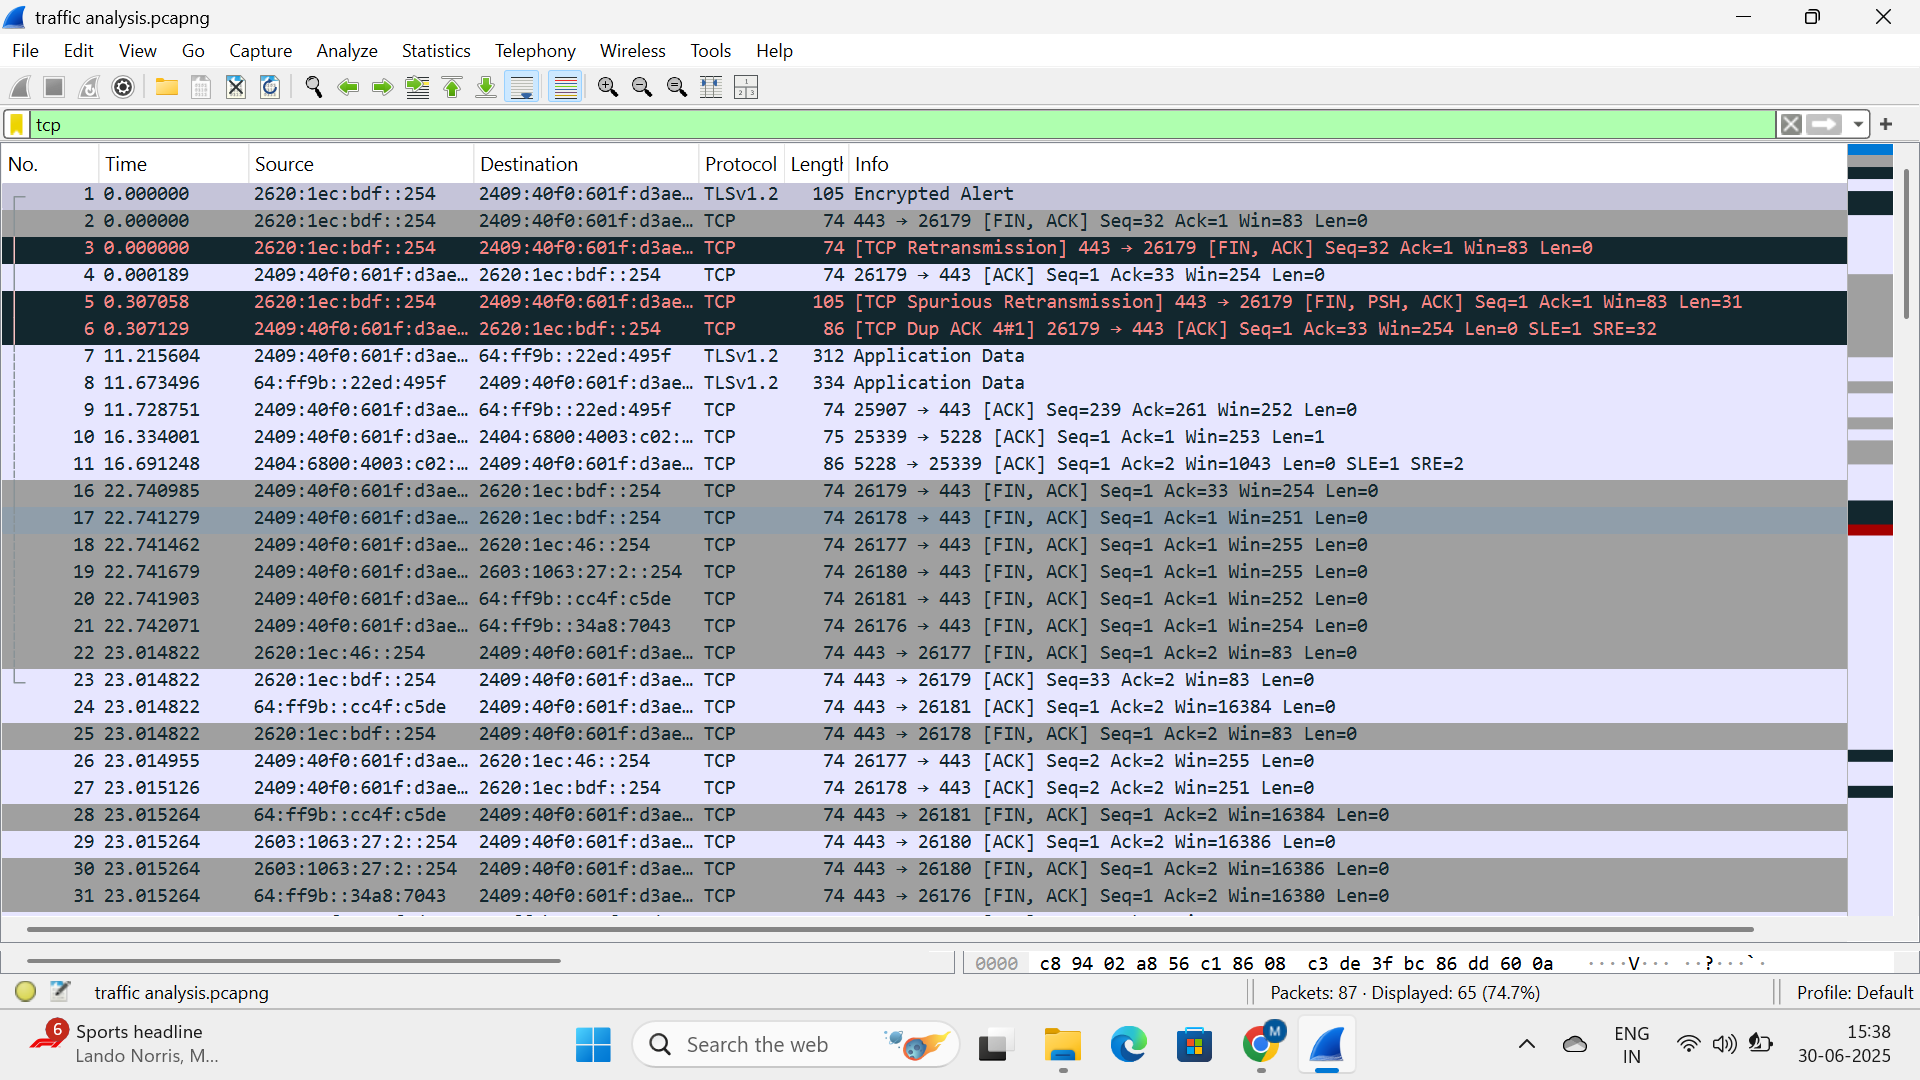 traffic analysis.pcapng
File Edit View Go Capture Analyze Statistics Telephony Wireless Tools Help
tcp
No. Time Source Destination Protocol Length Info
1 0.000000 2620:1ec:bdf::254 2409:40f0:601f:d3ae… TLSv1.2 105 Encrypted Alert
2 0.000000 2620:1ec:bdf::254 2409:40f0:601f:d3ae… TCP 74 443 → 26179 [FIN, ACK] Seq=32 Ack=1 Win=83 Len=0
3 0.000000 2620:1ec:bdf::254 2409:40f0:601f:d3ae… TCP 74 [TCP Retransmission] 443 → 26179 [FIN, ACK] Seq=32 Ack=1 Win=83 Len=0
4 0.000189 2409:40f0:601f:d3ae… 2620:1ec:bdf::254 TCP 74 26179 → 443 [ACK] Seq=1 Ack=33 Win=254 Len=0
5 0.307058 2620:1ec:bdf::254 2409:40f0:601f:d3ae… TCP 105 [TCP Spurious Retransmission] 443 → 26179 [FIN, PSH, ACK] Seq=1 Ack=1 Win=83 Len=31
6 0.307129 2409:40f0:601f:d3ae… 2620:1ec:bdf::254 TCP 86 [TCP Dup ACK 4#1] 26179 → 443 [ACK] Seq=1 Ack=33 Win=254 Len=0 SLE=1 SRE=32
7 11.215604 2409:40f0:601f:d3ae… 64:ff9b::22ed:495f TLSv1.2 312 Application Data
8 11.673496 64:ff9b::22ed:495f 2409:40f0:601f:d3ae… TLSv1.2 334 Application Data
9 11.728751 2409:40f0:601f:d3ae… 64:ff9b::22ed:495f TCP 74 25907 → 443 [ACK] Seq=239 Ack=261 Win=252 Len=0
10 16.334001 2409:40f0:601f:d3ae… 2404:6800:4003:c02:… TCP 75 25339 → 5228 [ACK] Seq=1 Ack=1 Win=253 Len=1
11 16.691248 2404:6800:4003:c02:… 2409:40f0:601f:d3ae… TCP 86 5228 → 25339 [ACK] Seq=1 Ack=2 Win=1043 Len=0 SLE=1 SRE=2
16 22.740985 2409:40f0:601f:d3ae… 2620:1ec:bdf::254 TCP 74 26179 → 443 [FIN, ACK] Seq=1 Ack=33 Win=254 Len=0
17 22.741279 2409:40f0:601f:d3ae… 2620:1ec:bdf::254 TCP 74 26178 → 443 [FIN, ACK] Seq=1 Ack=1 Win=251 Len=0
18 22.741462 2409:40f0:601f:d3ae… 2620:1ec:46::254 TCP 74 26177 → 443 [FIN, ACK] Seq=1 Ack=1 Win=255 Len=0
19 22.741679 2409:40f0:601f:d3ae… 2603:1063:27:2::254 TCP 74 26180 → 443 [FIN, ACK] Seq=1 Ack=1 Win=255 Len=0
20 22.741903 2409:40f0:601f:d3ae… 64:ff9b::cc4f:c5de TCP 74 26181 → 443 [FIN, ACK] Seq=1 Ack=1 Win=252 Len=0
21 22.742071 2409:40f0:601f:d3ae… 64:ff9b::34a8:7043 TCP 74 26176 → 443 [FIN, ACK] Seq=1 Ack=1 Win=254 Len=0
22 23.014822 2620:1ec:46::254 2409:40f0:601f:d3ae… TCP 74 443 → 26177 [FIN, ACK] Seq=1 Ack=2 Win=83 Len=0
23 23.014822 2620:1ec:bdf::254 2409:40f0:601f:d3ae… TCP 74 443 → 26179 [ACK] Seq=33 Ack=2 Win=83 Len=0
24 23.014822 64:ff9b::cc4f:c5de 2409:40f0:601f:d3ae… TCP 74 443 → 26181 [ACK] Seq=1 Ack=2 Win=16384 Len=0
25 23.014822 2620:1ec:bdf::254 2409:40f0:601f:d3ae… TCP 74 443 → 26178 [FIN, ACK] Seq=1 Ack=2 Win=83 Len=0
26 23.014955 2409:40f0:601f:d3ae… 2620:1ec:46::254 TCP 74 26177 → 443 [ACK] Seq=2 Ack=2 Win=255 Len=0
27 23.015126 2409:40f0:601f:d3ae… 2620:1ec:bdf::254 TCP 74 26178 → 443 [ACK] Seq=2 Ack=2 Win=251 Len=0
28 23.015264 64:ff9b::cc4f:c5de 2409:40f0:601f:d3ae… TCP 74 443 → 26181 [FIN, ACK] Seq=1 Ack=2 Win=16384 Len=0
29 23.015264 2603:1063:27:2::254 2409:40f0:601f:d3ae… TCP 74 443 → 26180 [ACK] Seq=1 Ack=2 Win=16386 Len=0
30 23.015264 2603:1063:27:2::254 2409:40f0:601f:d3ae… TCP 74 443 → 26180 [FIN, ACK] Seq=1 Ack=2 Win=16386 Len=0
31 23.015264 64:ff9b::34a8:7043 2409:40f0:601f:d3ae… TCP 74 443 → 26176 [FIN, ACK] Seq=1 Ack=2 Win=16380 Len=0
0000 c8 94 02 a8 56 c1 86 08 c3 de 3f bc 86 dd 60 0a ····V··· ··?···`·
traffic analysis.pcapng Packets: 87 · Displayed: 65 (74.7%) Profile: Default
6 Sports headline
Lando Norris, M...
Search the web
M
ENG
IN
15:38
30-06-2025